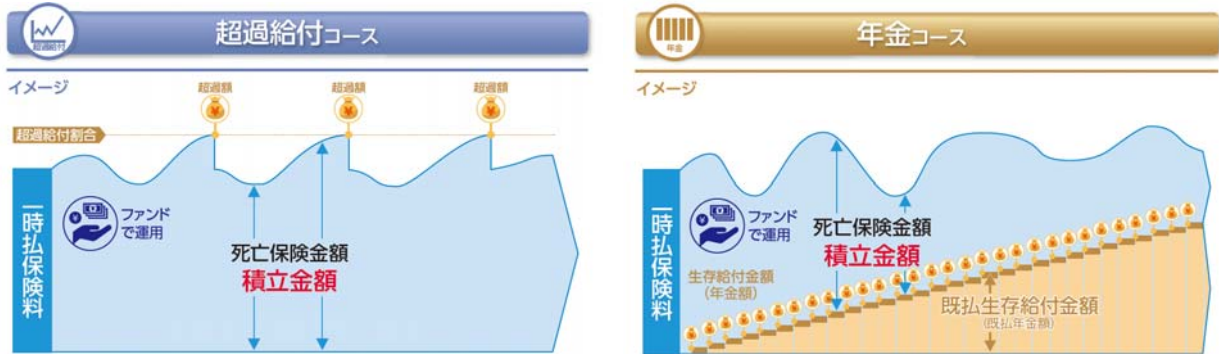 超過給付
超過給付コース
イメージ
超過額
超過額
超過額
超過給付割合
一時払保険料
ファンド
で運用
死亡保険金額
積立金額
年金
年金コース
イメージ
一時払保険料
ファンド
で運用
死亡保険金額
積立金額
生存給付金額
(年金額)
既払生存給付金額
(既払年金額)